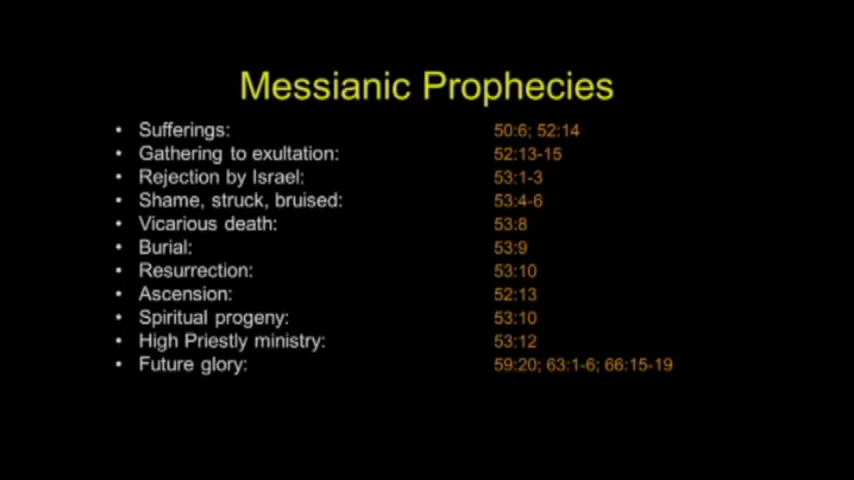 Messianic Prophecies
• Sufferings: 50:6; 52:14
• Gathering to exultation: 52:13-15
• Rejection by Israel: 53:1-3
• Shame, struck, bruised: 53:4-6
• Vicarious death: 53:8
• Burial: 53:9
• Resurrection: 53:10
• Ascension: 52:13
• Spiritual progeny: 53:10
• High Priestly ministry: 53:12
• Future glory: 59:20; 63:1-6; 66:15-19